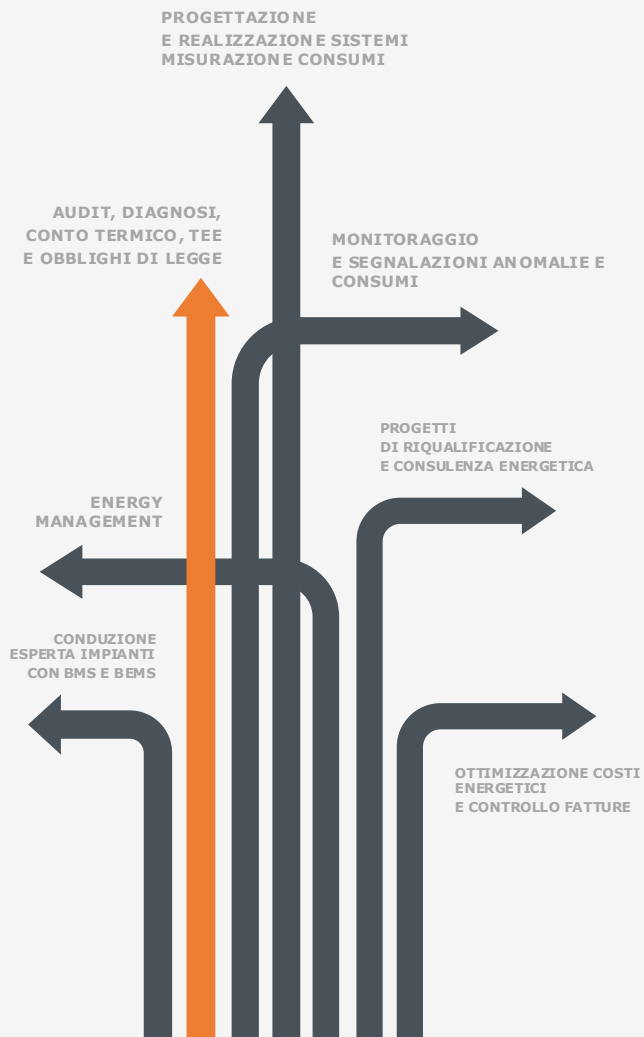 PROGETTAZIONE
E REALIZZAZIONE SISTEMI
MISURAZIONE CONSUMI
AUDIT, DIAGNOSI,
CONTO TERMICO, TEE
E OBBLIGHI DI LEGGE
MONITORAGGIO
E SEGNALAZIONI ANOMALIE E
CONSUMI
PROGETTI
DI RIQUALIFICAZIONE
E CONSULENZA ENERGETICA
ENERGY
MANAGEMENT
CONDUZIONE
ESPERTA IMPIANTI
CON BMS E BEMS
OTTIMIZZAZIONE COSTI
ENERGETICI
E CONTROLLO FATTURE